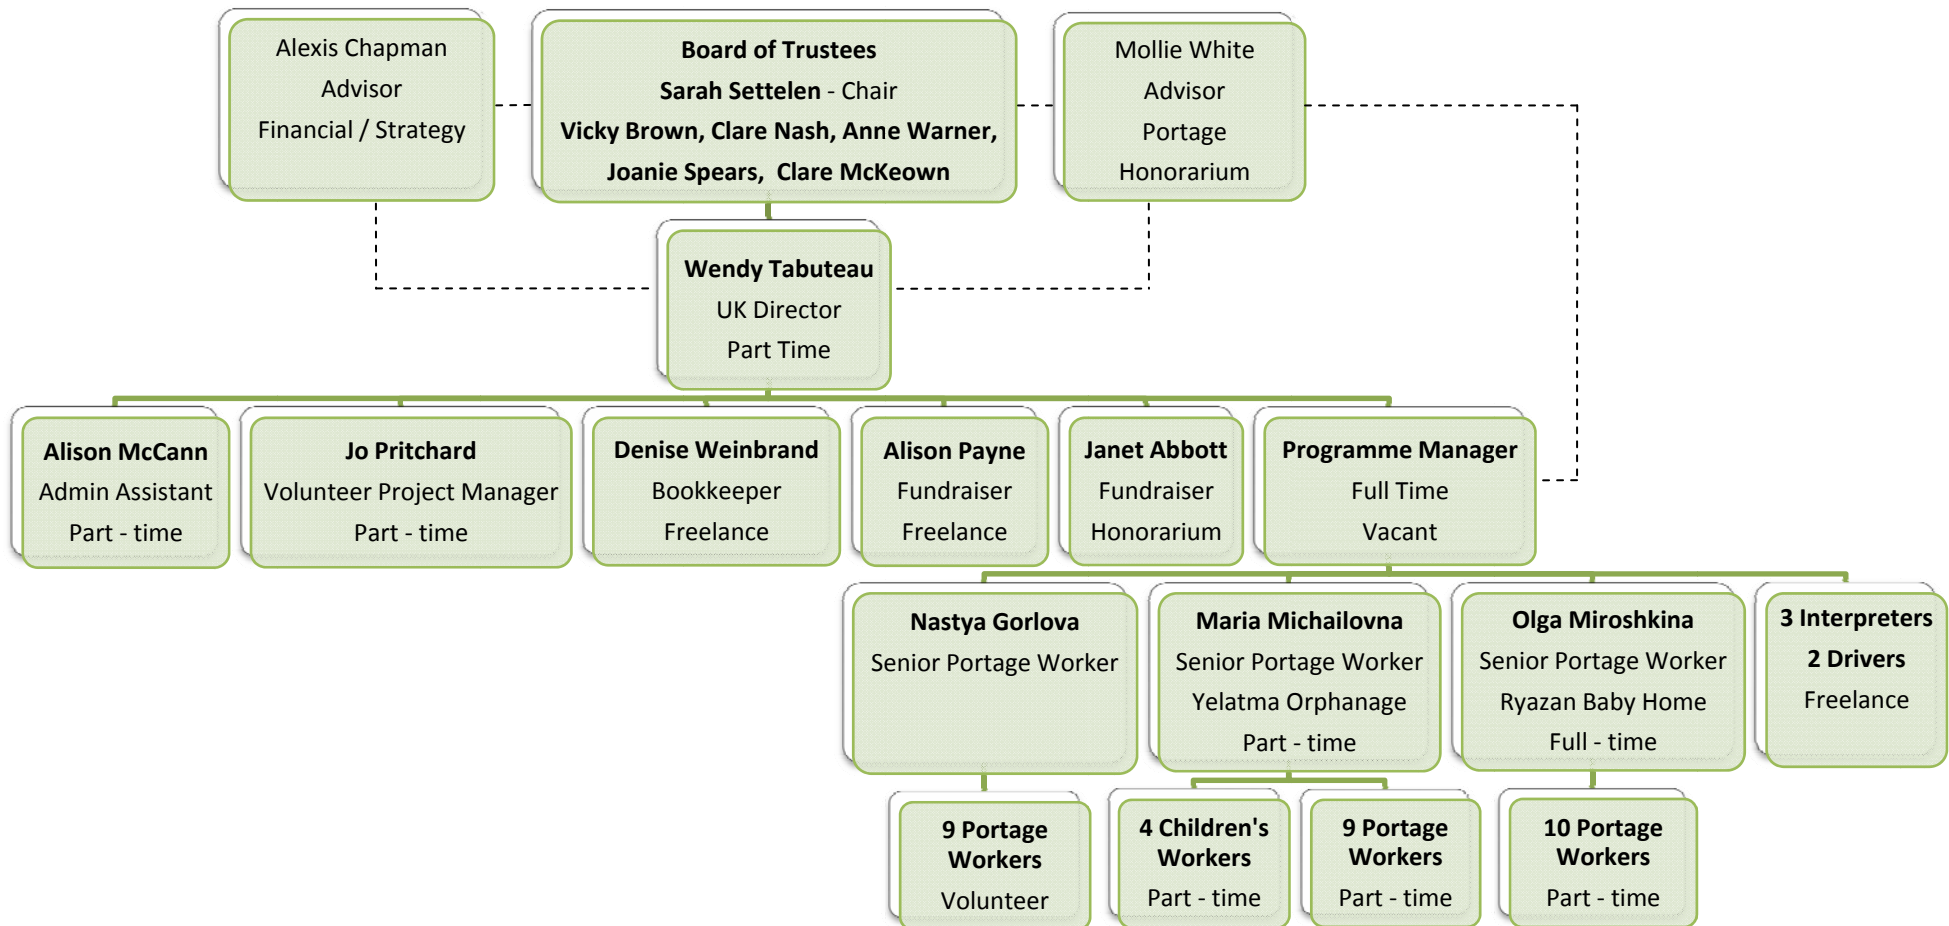 Alexis Chapman
Advisor
Financial / Strategy
Board of Trustees
Sarah Settelen - Chair
Vicky Brown, Clare Nash, Anne Warner,
Joanie Spears, Clare McKeown
Mollie White
Advisor
Portage
Honorarium
Wendy Tabuteau
UK Director
Part Time
Alison McCann
Admin Assistant
Part - time
Jo Pritchard
Volunteer Project Manager
Part - time
Denise Weinbrand
Bookkeeper
Freelance
Alison Payne
Fundraiser
Freelance
Janet Abbott
Fundraiser
Honorarium
Programme Manager
Full Time
Vacant
Nastya Gorlova
Senior Portage Worker
Maria Michailovna
Senior Portage Worker
Yelatma Orphanage
Part - time
Olga Miroshkina
Senior Portage Worker
Ryazan Baby Home
Full - time
3 Interpreters
2 Drivers
Freelance
9 Portage
Workers
Volunteer
4 Children's
Workers
Part - time
9 Portage
Workers
Part - time
10 Portage
Workers
Part - time